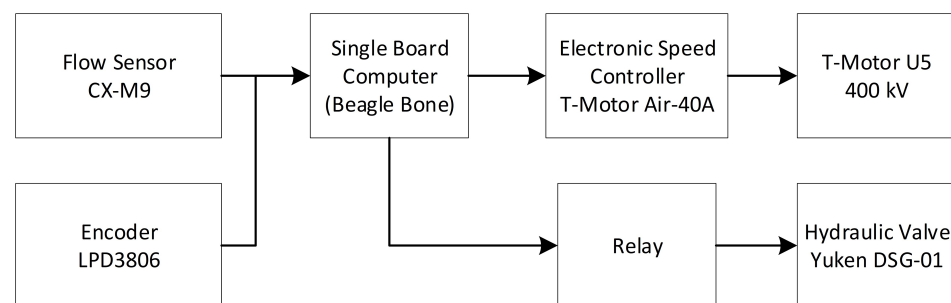 Flow Sensor
CX-M9
Single Board
Computer
(Beagle Bone)
Electronic Speed
Controller
T-Motor Air-40A
T-Motor U5
400 kV
Encoder
LPD3806
Relay
Hydraulic Valve
Yuken DSG-01